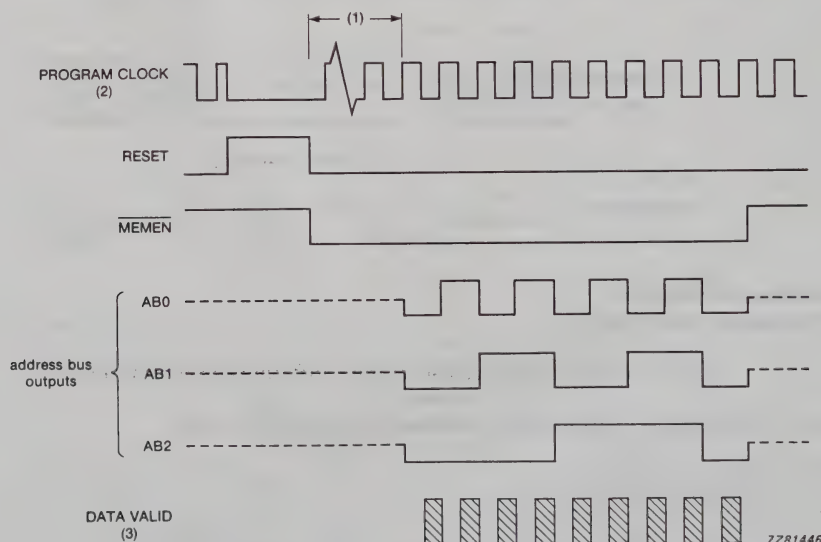 (1)
PROGRAM CLOCK
(2)
RESET
MEMEN
AB0
address bus
outputs
AB1
AB2
DATA VALID
(3)
7Z81446